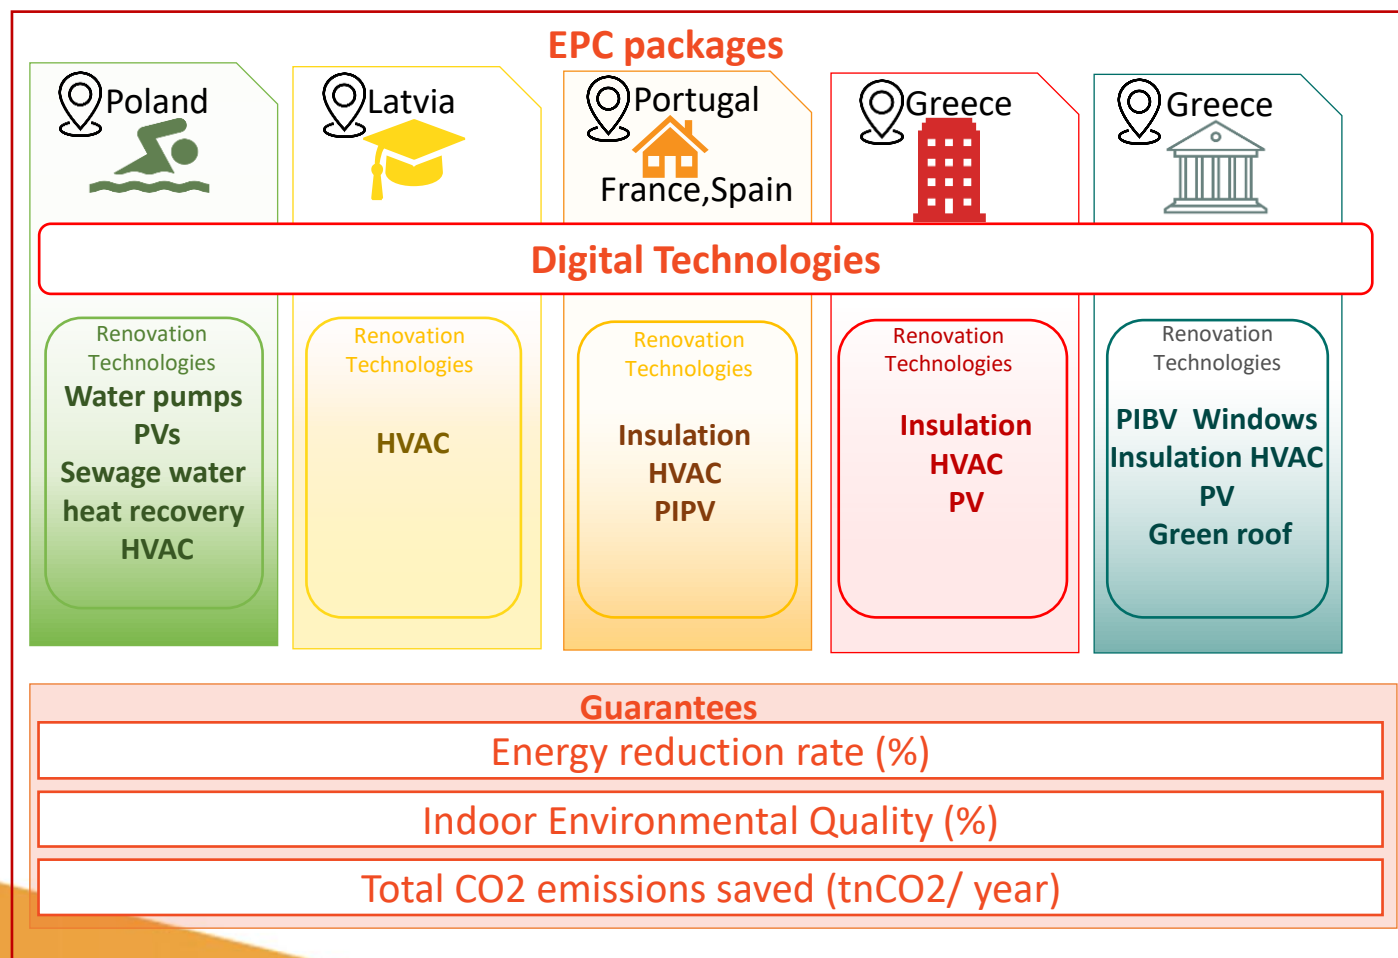 EPC packages
Poland
Latvia
Portugal
France,Spain
Greece
Greece
Digital Technologies
Renovation
Technologies
Water pumps
PVs
Sewage water
heat recovery
HVAC
Renovation
Technologies
HVAC
Renovation
Technologies
Insulation
HVAC
PIPV
Renovation
Technologies
Insulation
HVAC
PV
Renovation
Technologies
PIBV  Windows
Insulation HVAC
PV
Green roof
Guarantees
Energy reduction rate (%)
Indoor Environmental Quality (%)
Total CO2 emissions saved (tnCO2/ year)